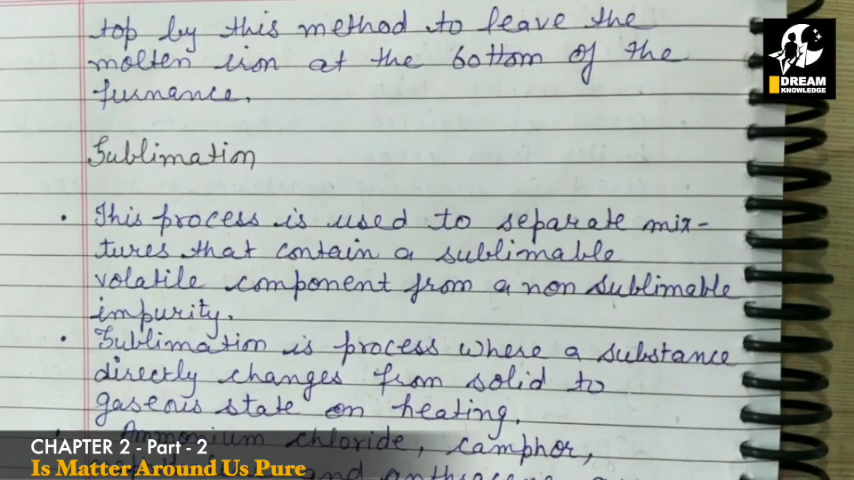 top by this method to leave the
molten iron at the bottom of the
furnance.
Sublimation
• This process is used to separate mix-
tures that contain a sublimable
volatile component from a non sublimable
impurity.
• Sublimation is process where a substance
directly changes from solid to
gaseous state on heating.
Ammonium chloride, camphor,
and anthracene
DREAM
KNOWLEDGE
CHAPTER 2 - Part - 2
Is Matter Around Us Pure